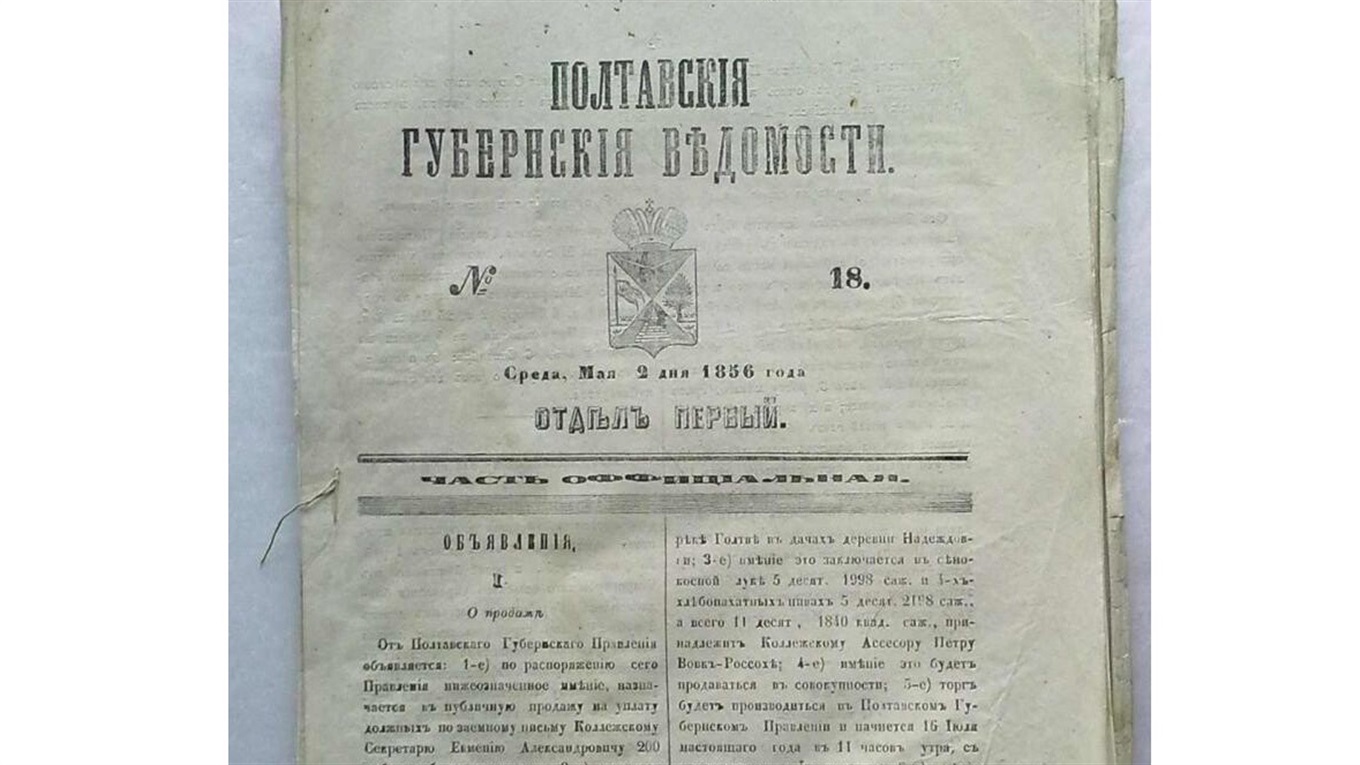 ПОЛТАВСКІЯ
ГУБЕРНСКІЯ ВѢДОМОСТИ.
№ 18.
Среда, Мая 2 дня 1856 года
ОТДѢЛЪ ПЕРВЫЙ.
ЧАСТЬ ОФФИЦІАЛЬНАЯ.
ОБЪЯВЛЕНІЯ,
I
О продажѣ
Отъ Полтавскаго Губернскаго Правленія
объявляется: 1-е) по распоряженію сего
Правленія нижеозначенное имѣніе, назна-
чается въ публичную продажу на уплату
должныхъ по заемному письму Коллежскому
Секретарю Евменію Александровичу 200
рѣкѣ Голтвѣ въ дачахъ деревни Надеждов-
ки; 3-е) имѣніе это заключается въ сѣно-
косной лукѣ 5 десят. 1998 саж. и 4-хъ
хлѣбопахатныхъ нивахъ 5 десят. 2198 саж.,
а всего 11 десят, 1840 квад. саж., при-
надлежитъ Коллежскому Ассесору Петру
Вовкъ-Россохѣ; 4-е) имѣніе это будетъ
продаваться въ совокупности; 5-е) торгъ
будетъ производиться въ Полтавскомъ Гу-
бернскомъ Правленіи и начнется 16 Іюля
настоящаго года въ 11 часовъ утра, съ